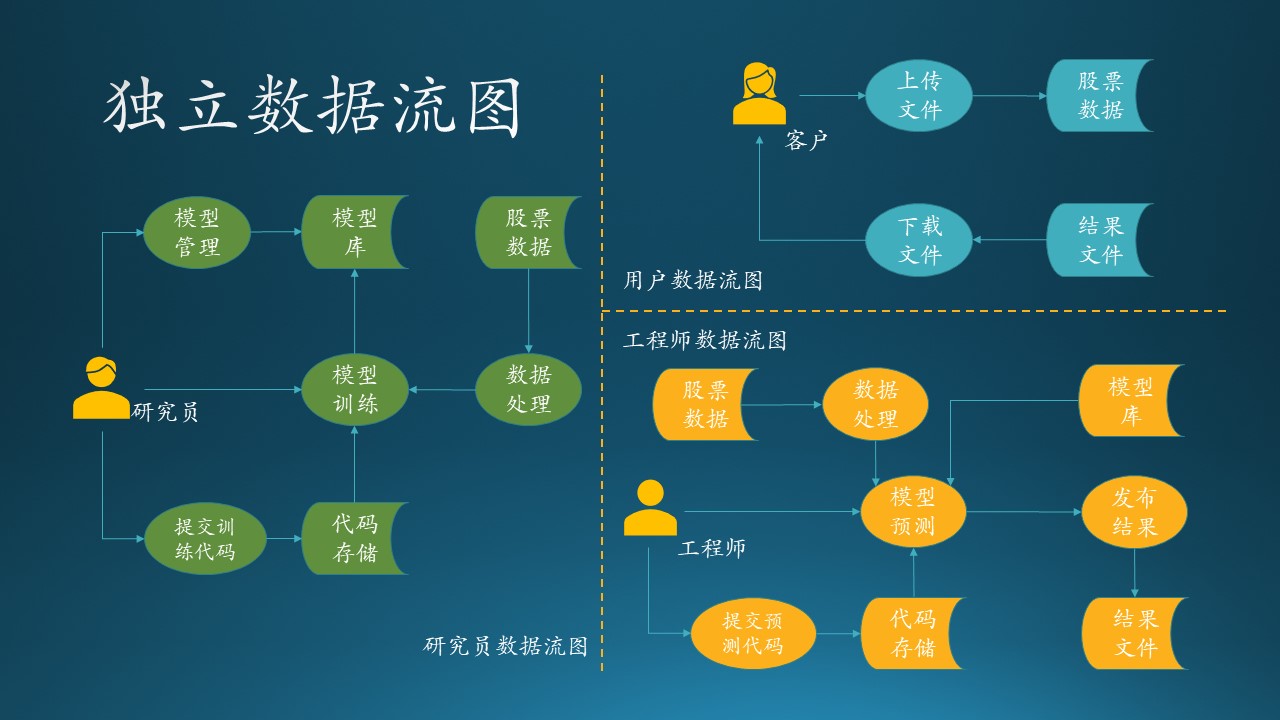 独立数据流图
模型
管理
模型
库
股票
数据
研究员
模型
训练
数据
处理
提交训
练代码
代码
存储
研究员数据流图
客户
上传
文件
股票
数据
下载
文件
结果
文件
用户数据流图
工程师数据流图
股票
数据
数据
处理
模型
库
工程师
模型
预测
发布
结果
提交预
测代码
代码
存储
结果
文件